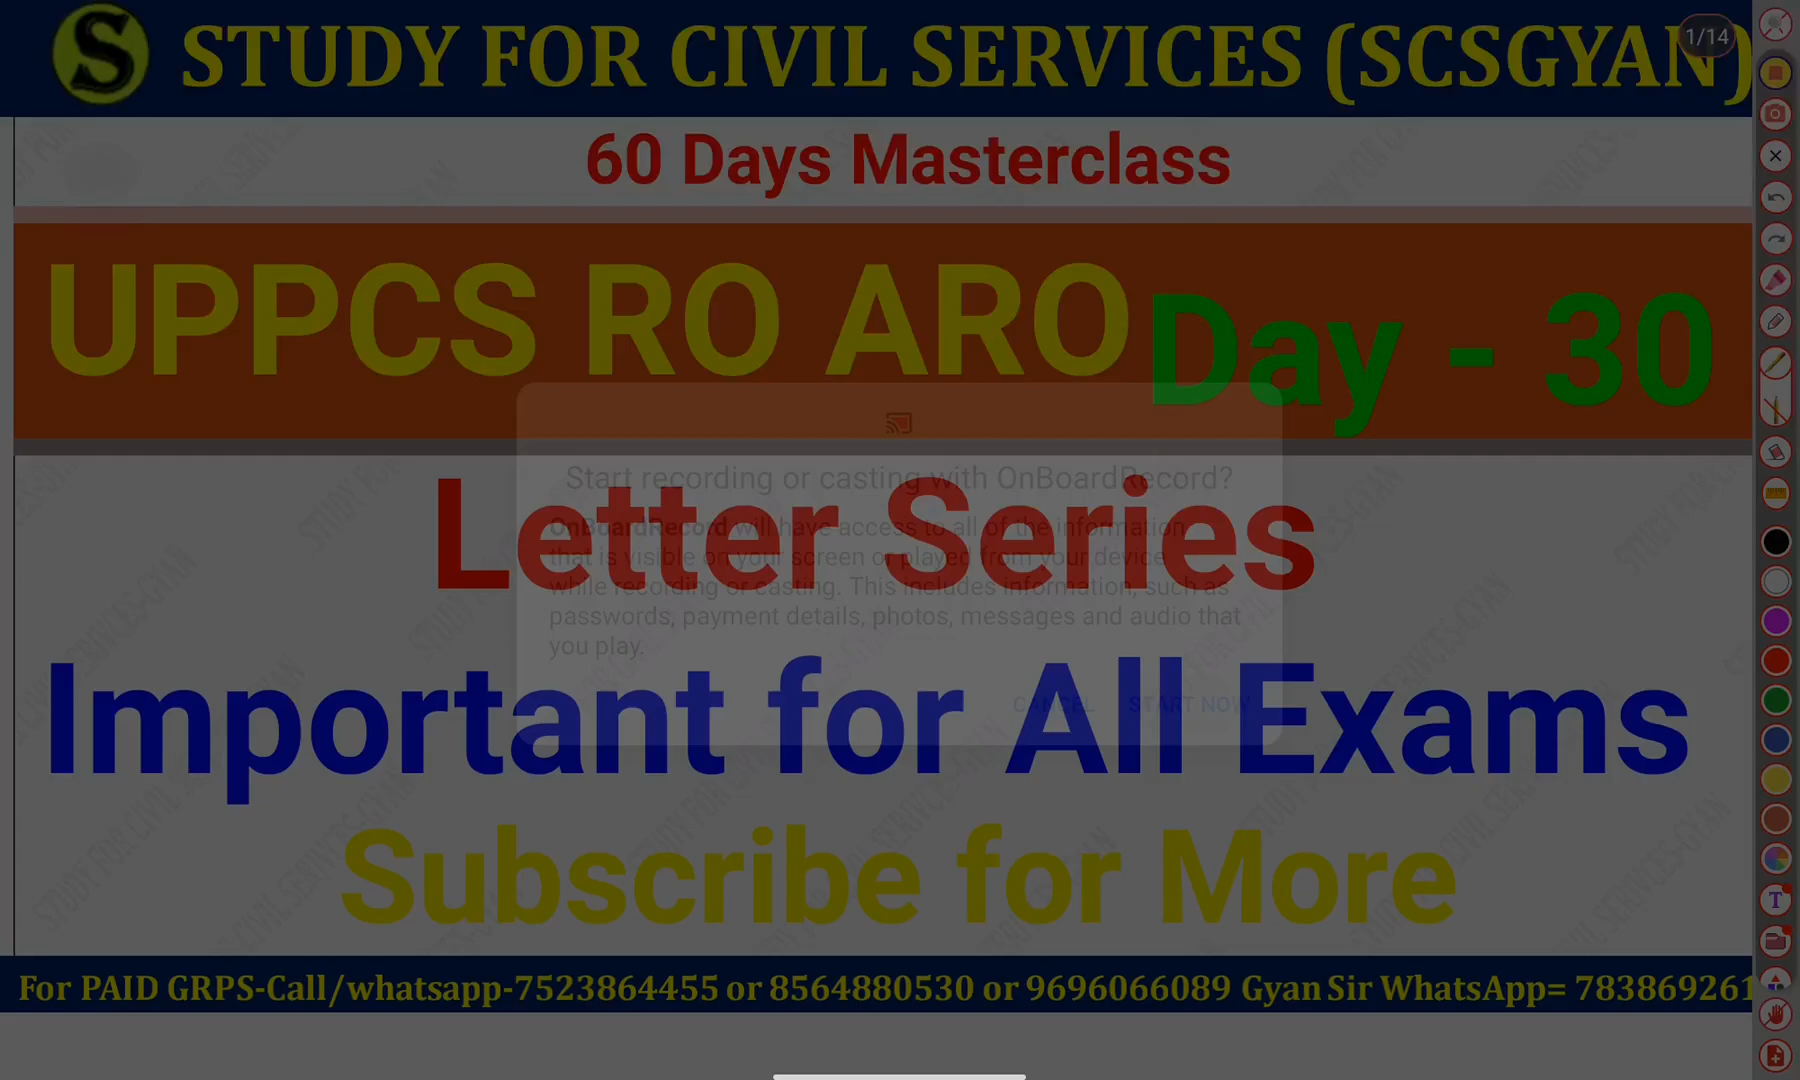 S STUDY FOR CIVIL SERVICES (SCSGYAN)
1/14
60 Days Masterclass
UPPCS RO ARO Day - 30
Start recording or casting with OnBoardRecord?
Letter Series
OnBoardRecord will have access to all of the information
that is visible on your screen or played from your device
while recording or casting. This includes information, such as
passwords, payment details, photos, messages and audio that
you play.
CANCEL START NOW
Important for All Exams
Subscribe for More
For PAID GRPS-Call/whatsapp-7523864455 or 8564880530 or 9696066089 Gyan Sir WhatsApp= 783869261
T